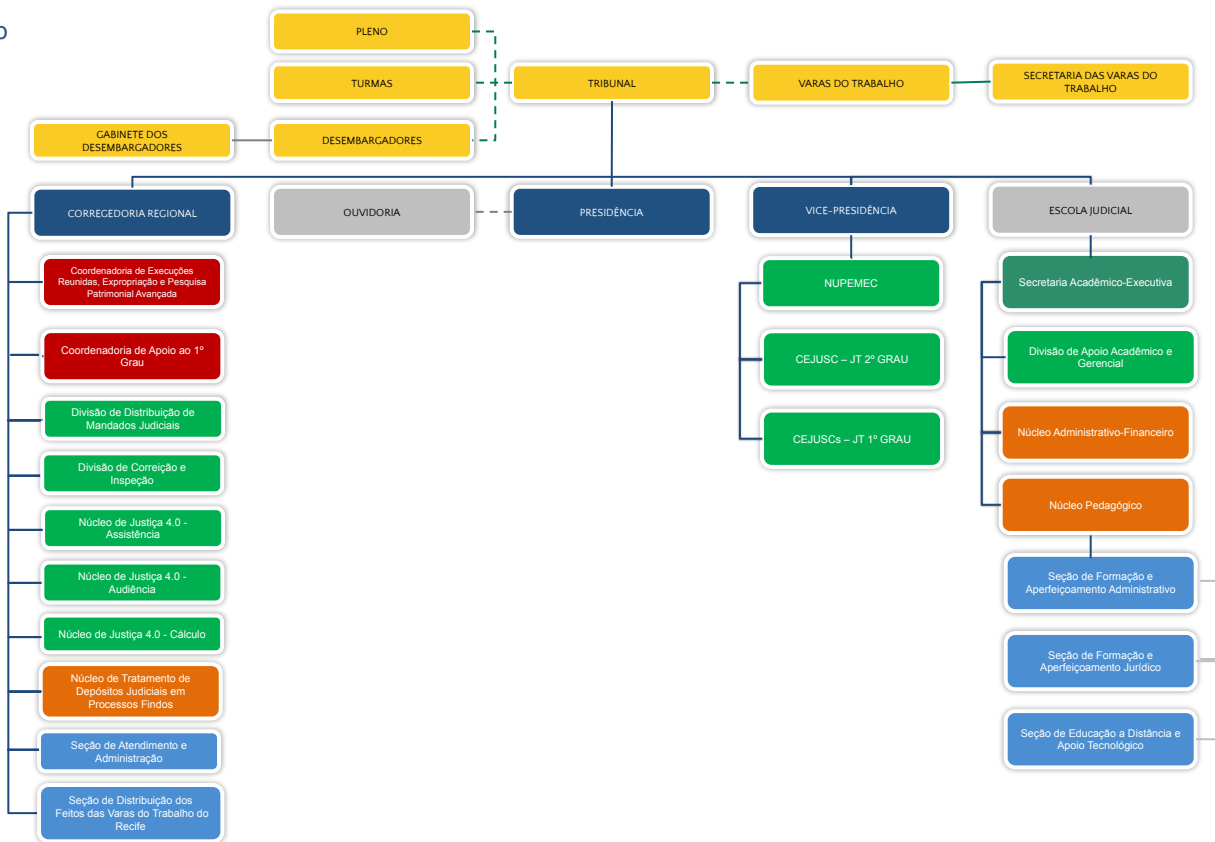 o
PLENO
TURMAS
TRIBUNAL
VARAS DO TRABALHO
SECRETARIA DAS VARAS DO
TRABALHO
GABINETE DOS
DESEMBARGADORES
DESEMBARGADORES
CORREGEDORIA REGIONAL
OUVIDORIA
PRESIDÊNCIA
VICE-PRESIDÊNCIA
ESCOLA JUDICIAL
Coordenadoria de Execuções
Reunidas, Expropriação e Pesquisa
Patrimonial Avançada
Coordenadoria de Apoio ao 1º
Grau
Divisão de Distribuição de
Mandados Judiciais
Divisão de Correição e
Inspeção
Núcleo de Justiça 4.0 -
Assistência
Núcleo de Justiça 4.0 -
Audiência
Núcleo de Justiça 4.0 - Cálculo
Núcleo de Tratamento de
Depósitos Judiciais em
Processos Findos
Seção de Atendimento e
Administração
Seção de Distribuição dos
Feitos das Varas do Trabalho do
Recife
NUPEMEC
CEJUSC – JT 2º GRAU
CEJUSCs – JT 1º GRAU
Secretaria Acadêmico-Executiva
Divisão de Apoio Acadêmico e
Gerencial
Núcleo Administrativo-Financeiro
Núcleo Pedagógico
Seção de Formação e
Aperfeiçoamento Administrativo
Seção de Formação e
Aperfeiçoamento Jurídico
Seção de Educação a Distância e
Apoio Tecnológico